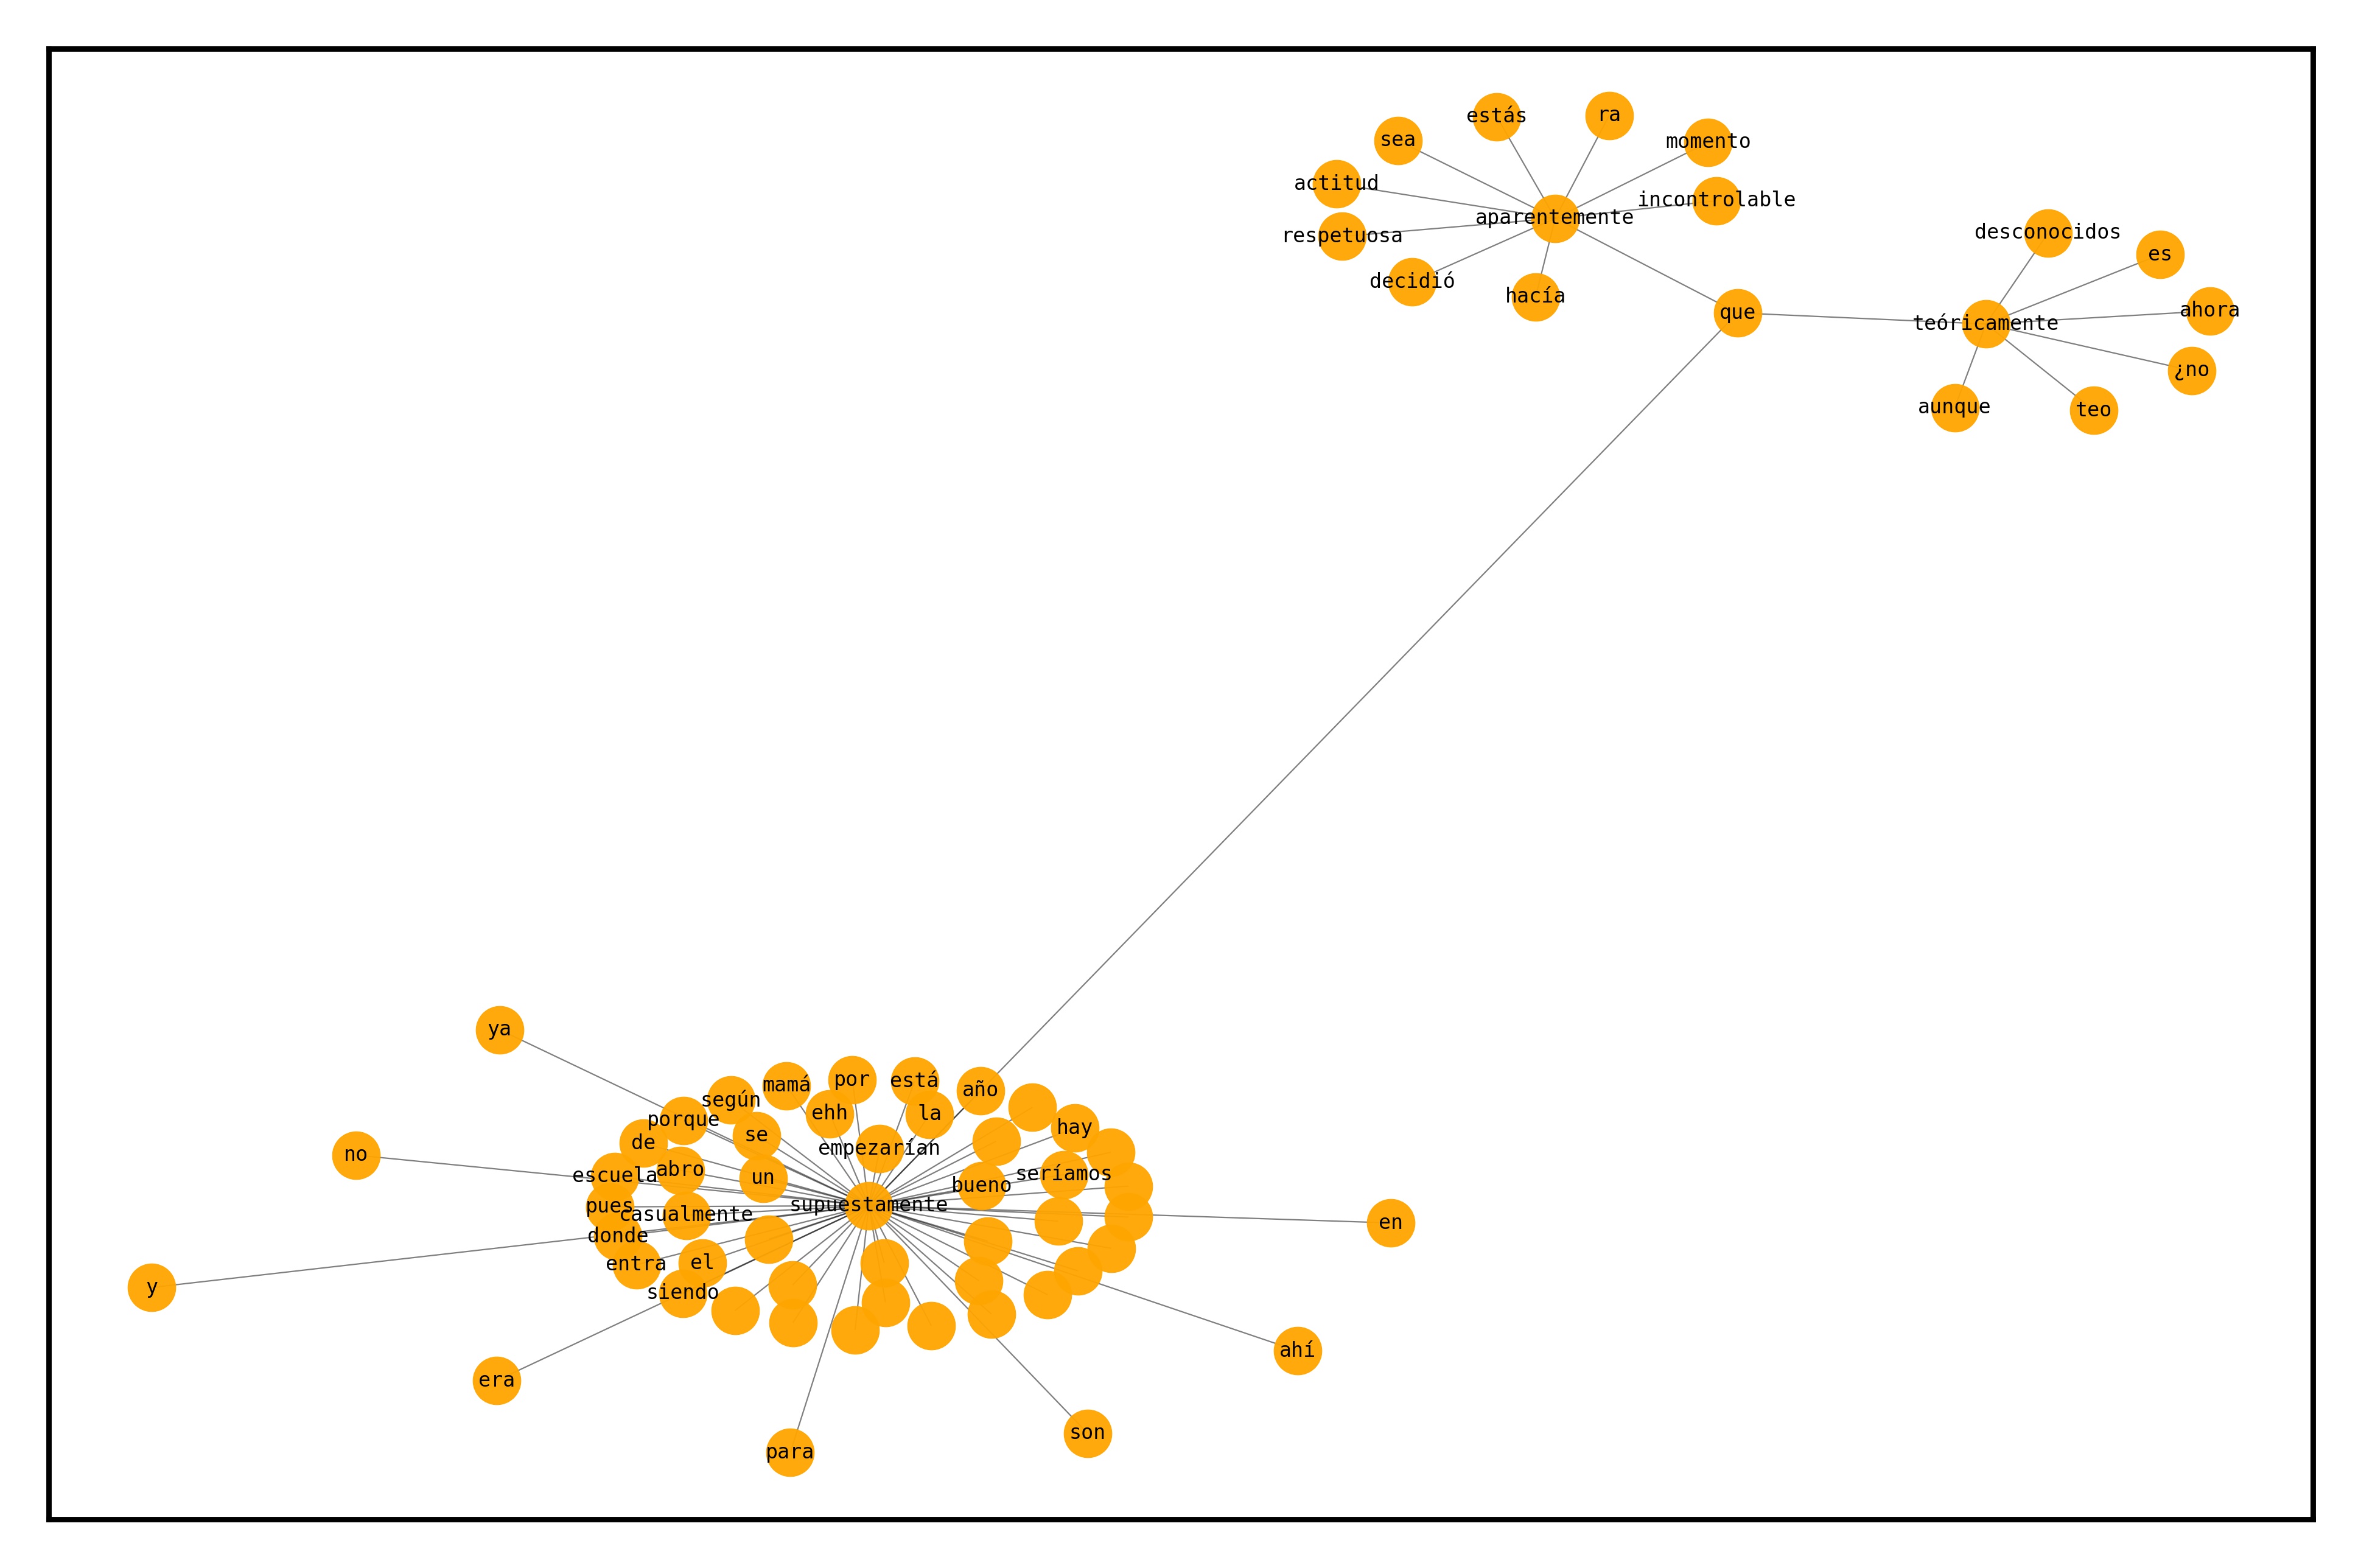 estás
ra
sea
momento
actitud
incontrolable
aparentemente
respetuosa
desconocidos
es
decidió
hacía
ahora
que
teóricamente
¿no
aunque
teo
ya
mamá
por
está
año
según
ehh
la
porque
hay
de
se
empezarían
no
escuela
abro
un
bueno
seríamos
pues
casualmente
supuestamente
donde
en
entra
el
y
siendo
ahí
era
son
para